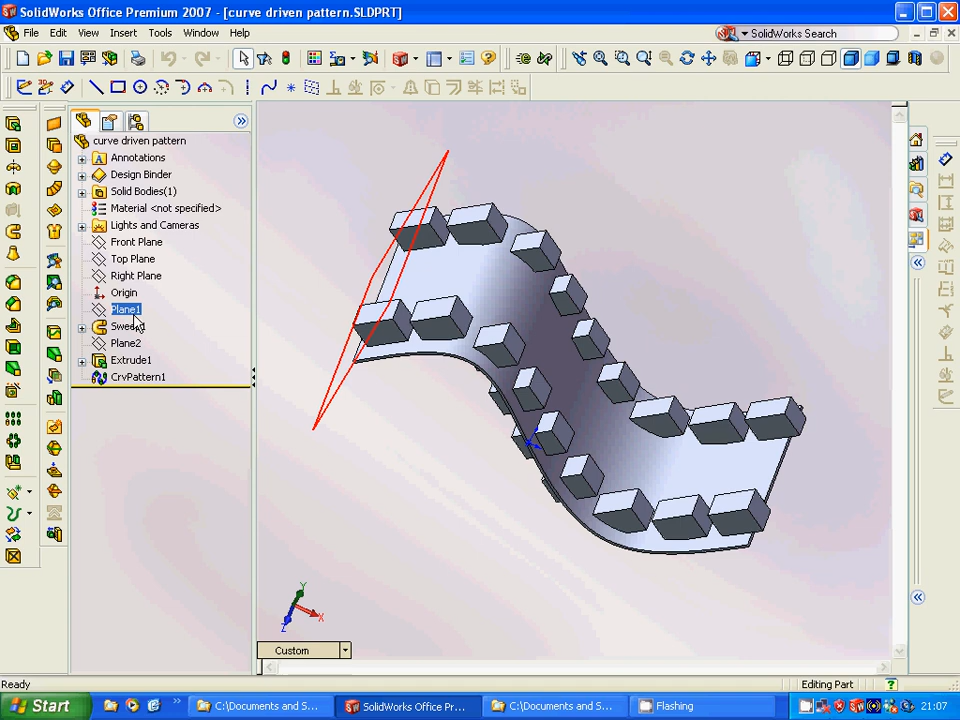 SolidWorks Office Premium 2007 - [curve driven pattern.SLDPRT]
File Edit View Insert Tools Window Help
SolidWorks Search
curve driven pattern
Annotations
Design Binder
Solid Bodies(1)
Material <not specified>
Lights and Cameras
Front Plane
Top Plane
Right Plane
Origin
Plane1
Sweep1
Plane2
Extrude1
CrvPattern1
Y
X
Z
Custom
Ready
Editing Part
Start
C:\Documents and S...
SolidWorks Office Pr...
C:\Documents and S...
Flashing
21:07